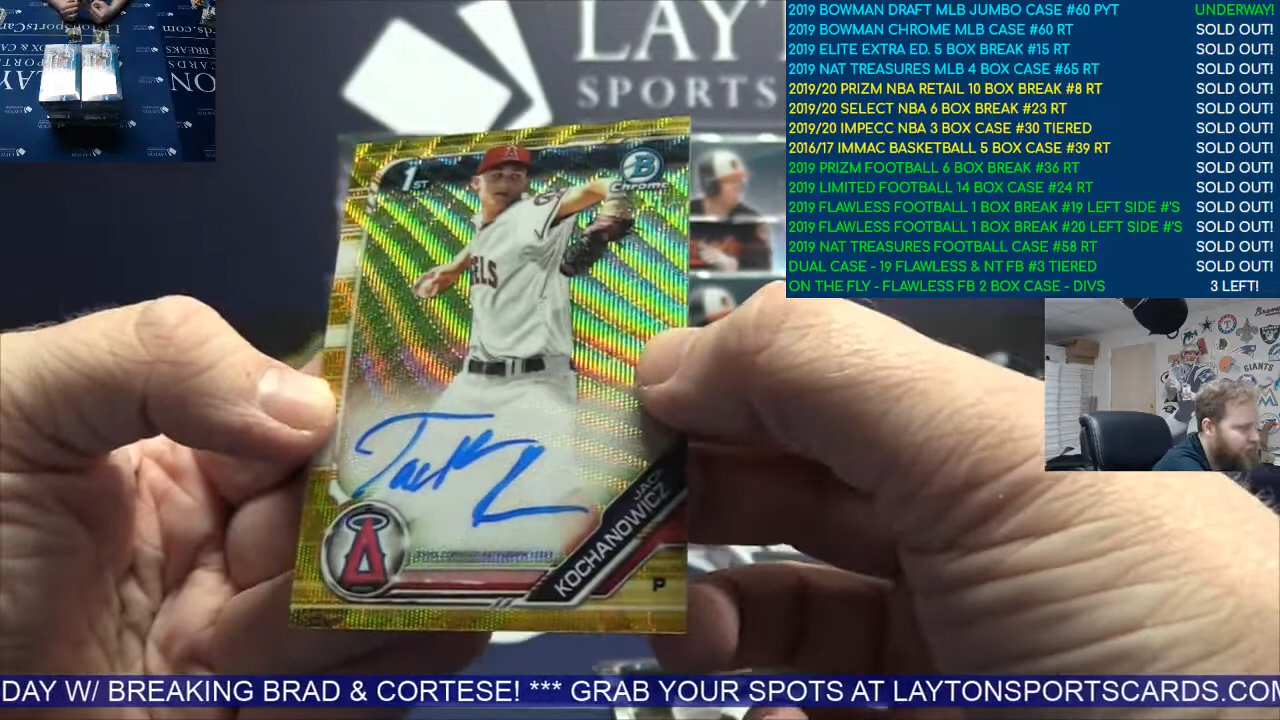 LAYT
SPORTS
2019 BOWMAN DRAFT MLB JUMBO CASE #60 PYT UNDERWAY!
2019 BOWMAN CHROME MLB CASE #60 RT SOLD OUT!
2019 ELITE EXTRA ED. 5 BOX BREAK #15 RT SOLD OUT!
2019 NAT TREASURES MLB 4 BOX CASE #65 RT SOLD OUT!
2019/20 PRIZM NBA RETAIL 10 BOX BREAK #8 RT SOLD OUT!
2019/20 SELECT NBA 6 BOX BREAK #23 RT SOLD OUT!
2019/20 IMPECC NBA 3 BOX CASE #30 TIERED SOLD OUT!
2016/17 IMMAC BASKETBALL 5 BOX CASE #39 RT SOLD OUT!
2019 PRIZM FOOTBALL 6 BOX BREAK #36 RT SOLD OUT!
2019 LIMITED FOOTBALL 14 BOX CASE #24 RT SOLD OUT!
2019 FLAWLESS FOOTBALL 1 BOX BREAK #19 LEFT SIDE #'S SOLD OUT!
2019 FLAWLESS FOOTBALL 1 BOX BREAK #20 LEFT SIDE #'S SOLD OUT!
2019 NAT TREASURES FOOTBALL CASE #58 RT SOLD OUT!
DUAL CASE - 19 FLAWLESS & NT FB #3 TIERED SOLD OUT!
ON THE FLY - FLAWLESS FB 2 BOX CASE - DIVS 3 LEFT!
1ST
B
Chrome
ELS
JACK
KOCHANOWICZ
P
A
GIANTS
DAY W/ BREAKING BRAD & CORTESE! *** GRAB YOUR SPOTS AT LAYTONSPORTSCARDS.COM